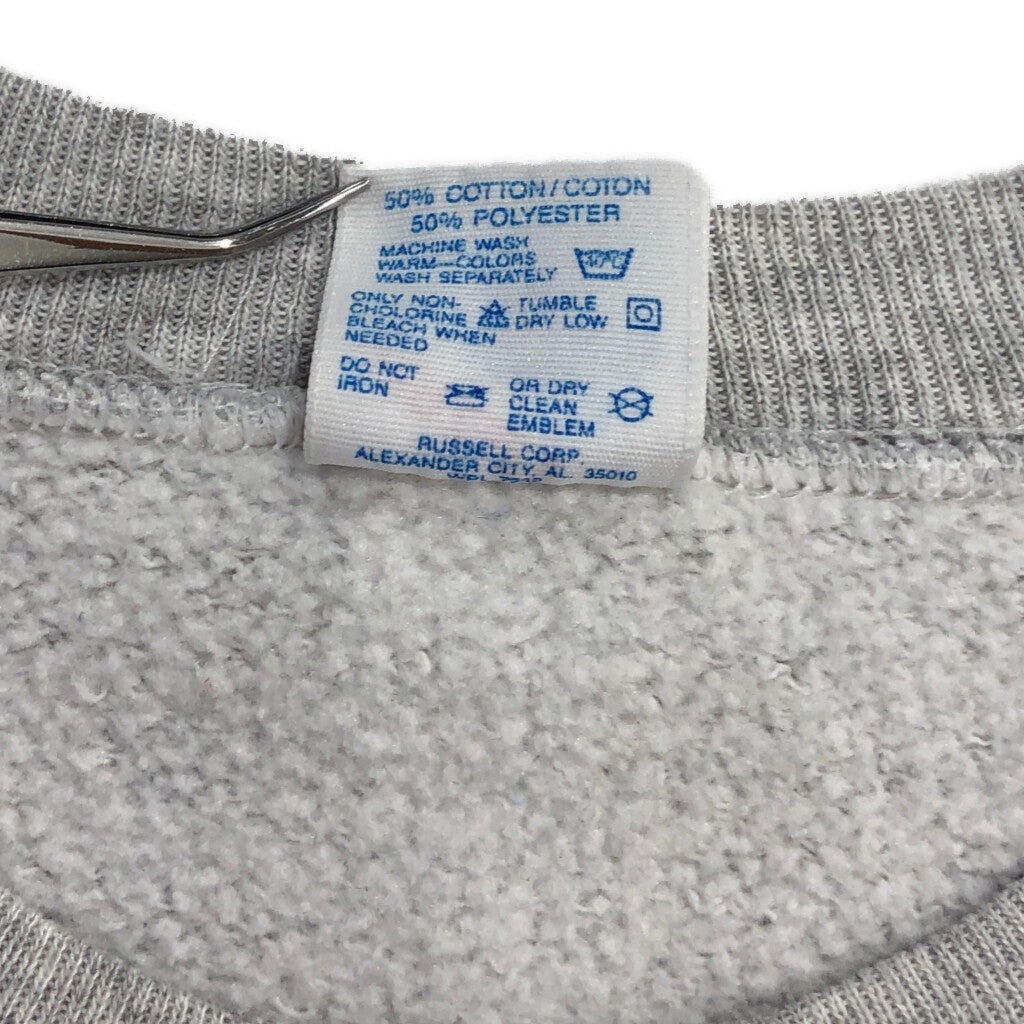 50% COTTON/COTON
50% POLYESTER
MACHINE WASH
WARM—COLORS
WASH SEPARATELY
40°C
ONLY NON-
CHOLORINE
BLEACH WHEN
NEEDED
TUMBLE
DRY LOW
DO NOT
IRON
OR DRY
CLEAN
EMBLEM
RUSSELL CORP
ALEXANDER CITY, AL. 35010